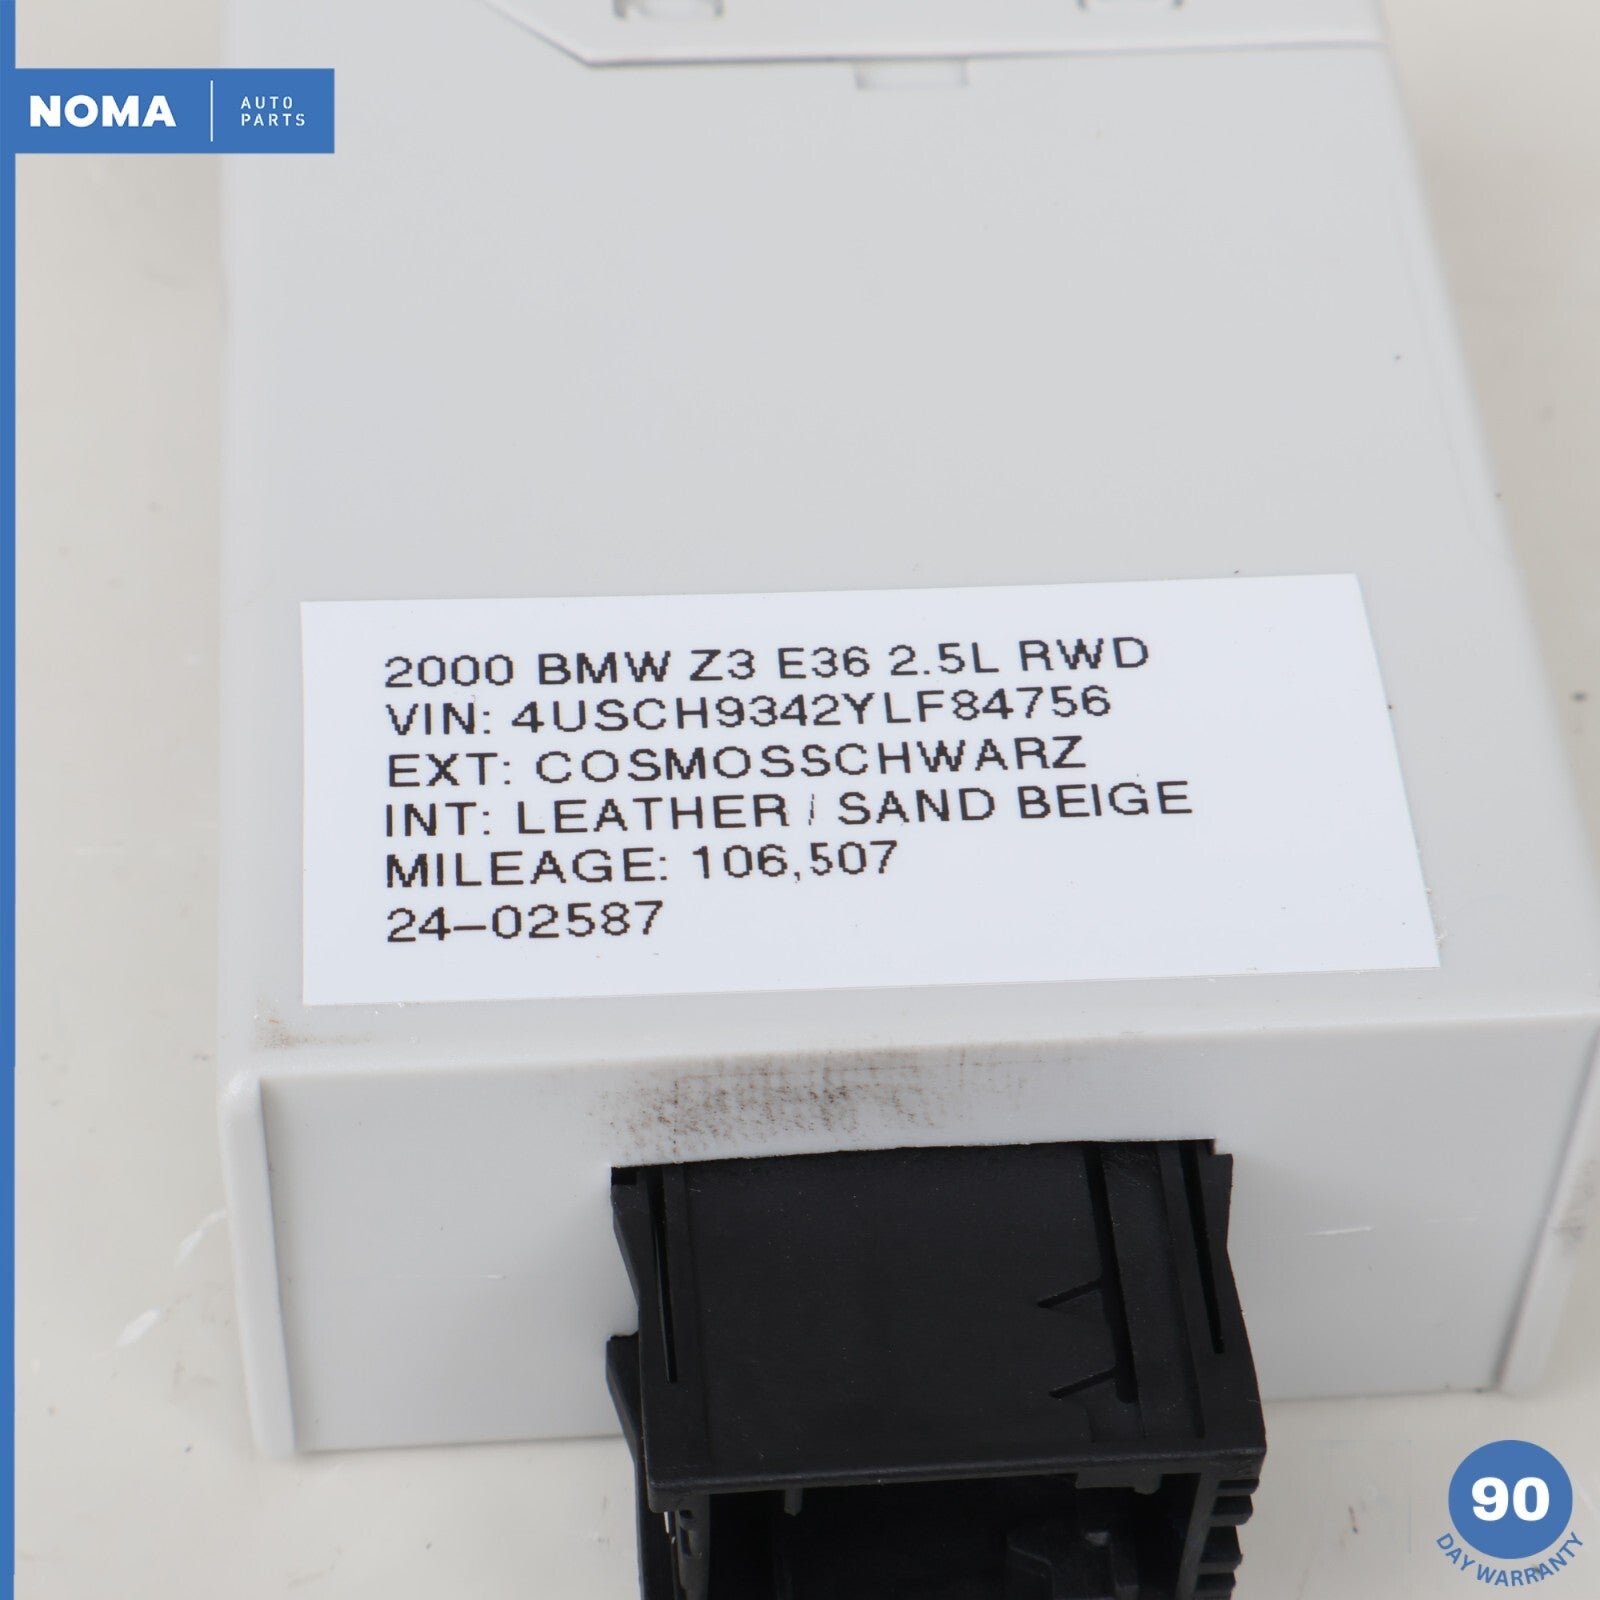 NOMA
AUTO
PARTS
2000 BMW Z3 E36 2.5L RWD
VIN: 4USCH9342YLF84756
EXT: COSMOSSCHWARZ
INT: LEATHER / SAND BEIGE
MILEAGE: 106,507
24-02587
90
DAY WARRANTY